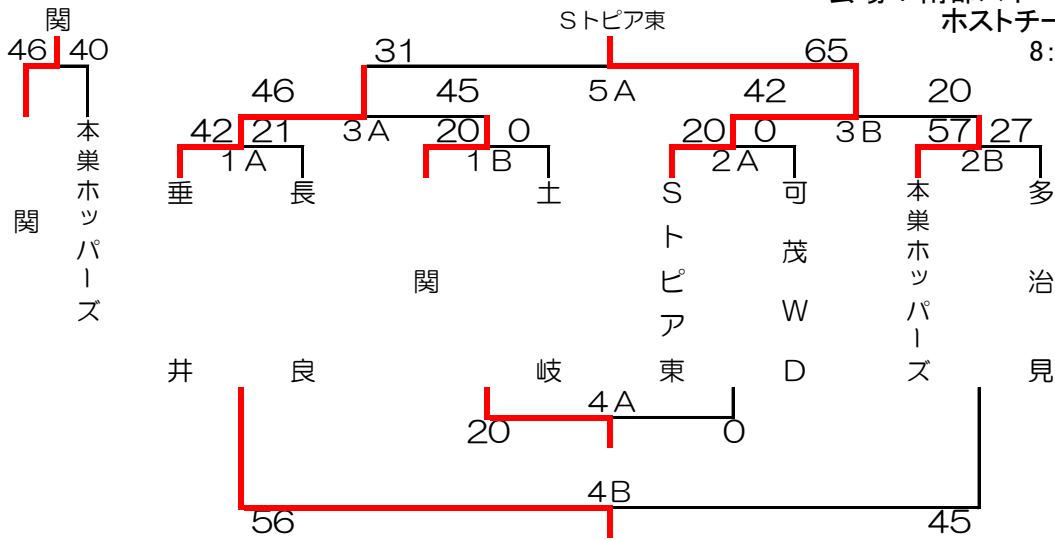 関
Sトピア東
ホストチー
46 40
31
65
8:
46
45
5A
42
20
本巣ホッパーズ
42 21
3A
20 0
20 0
3B
57 27
1A
1B
2A
2B
関
垂井
長良
関
土岐
Sトピア東
可茂WD
本巣ホッパーズ
多治見
4A
20
0
4B
56
45